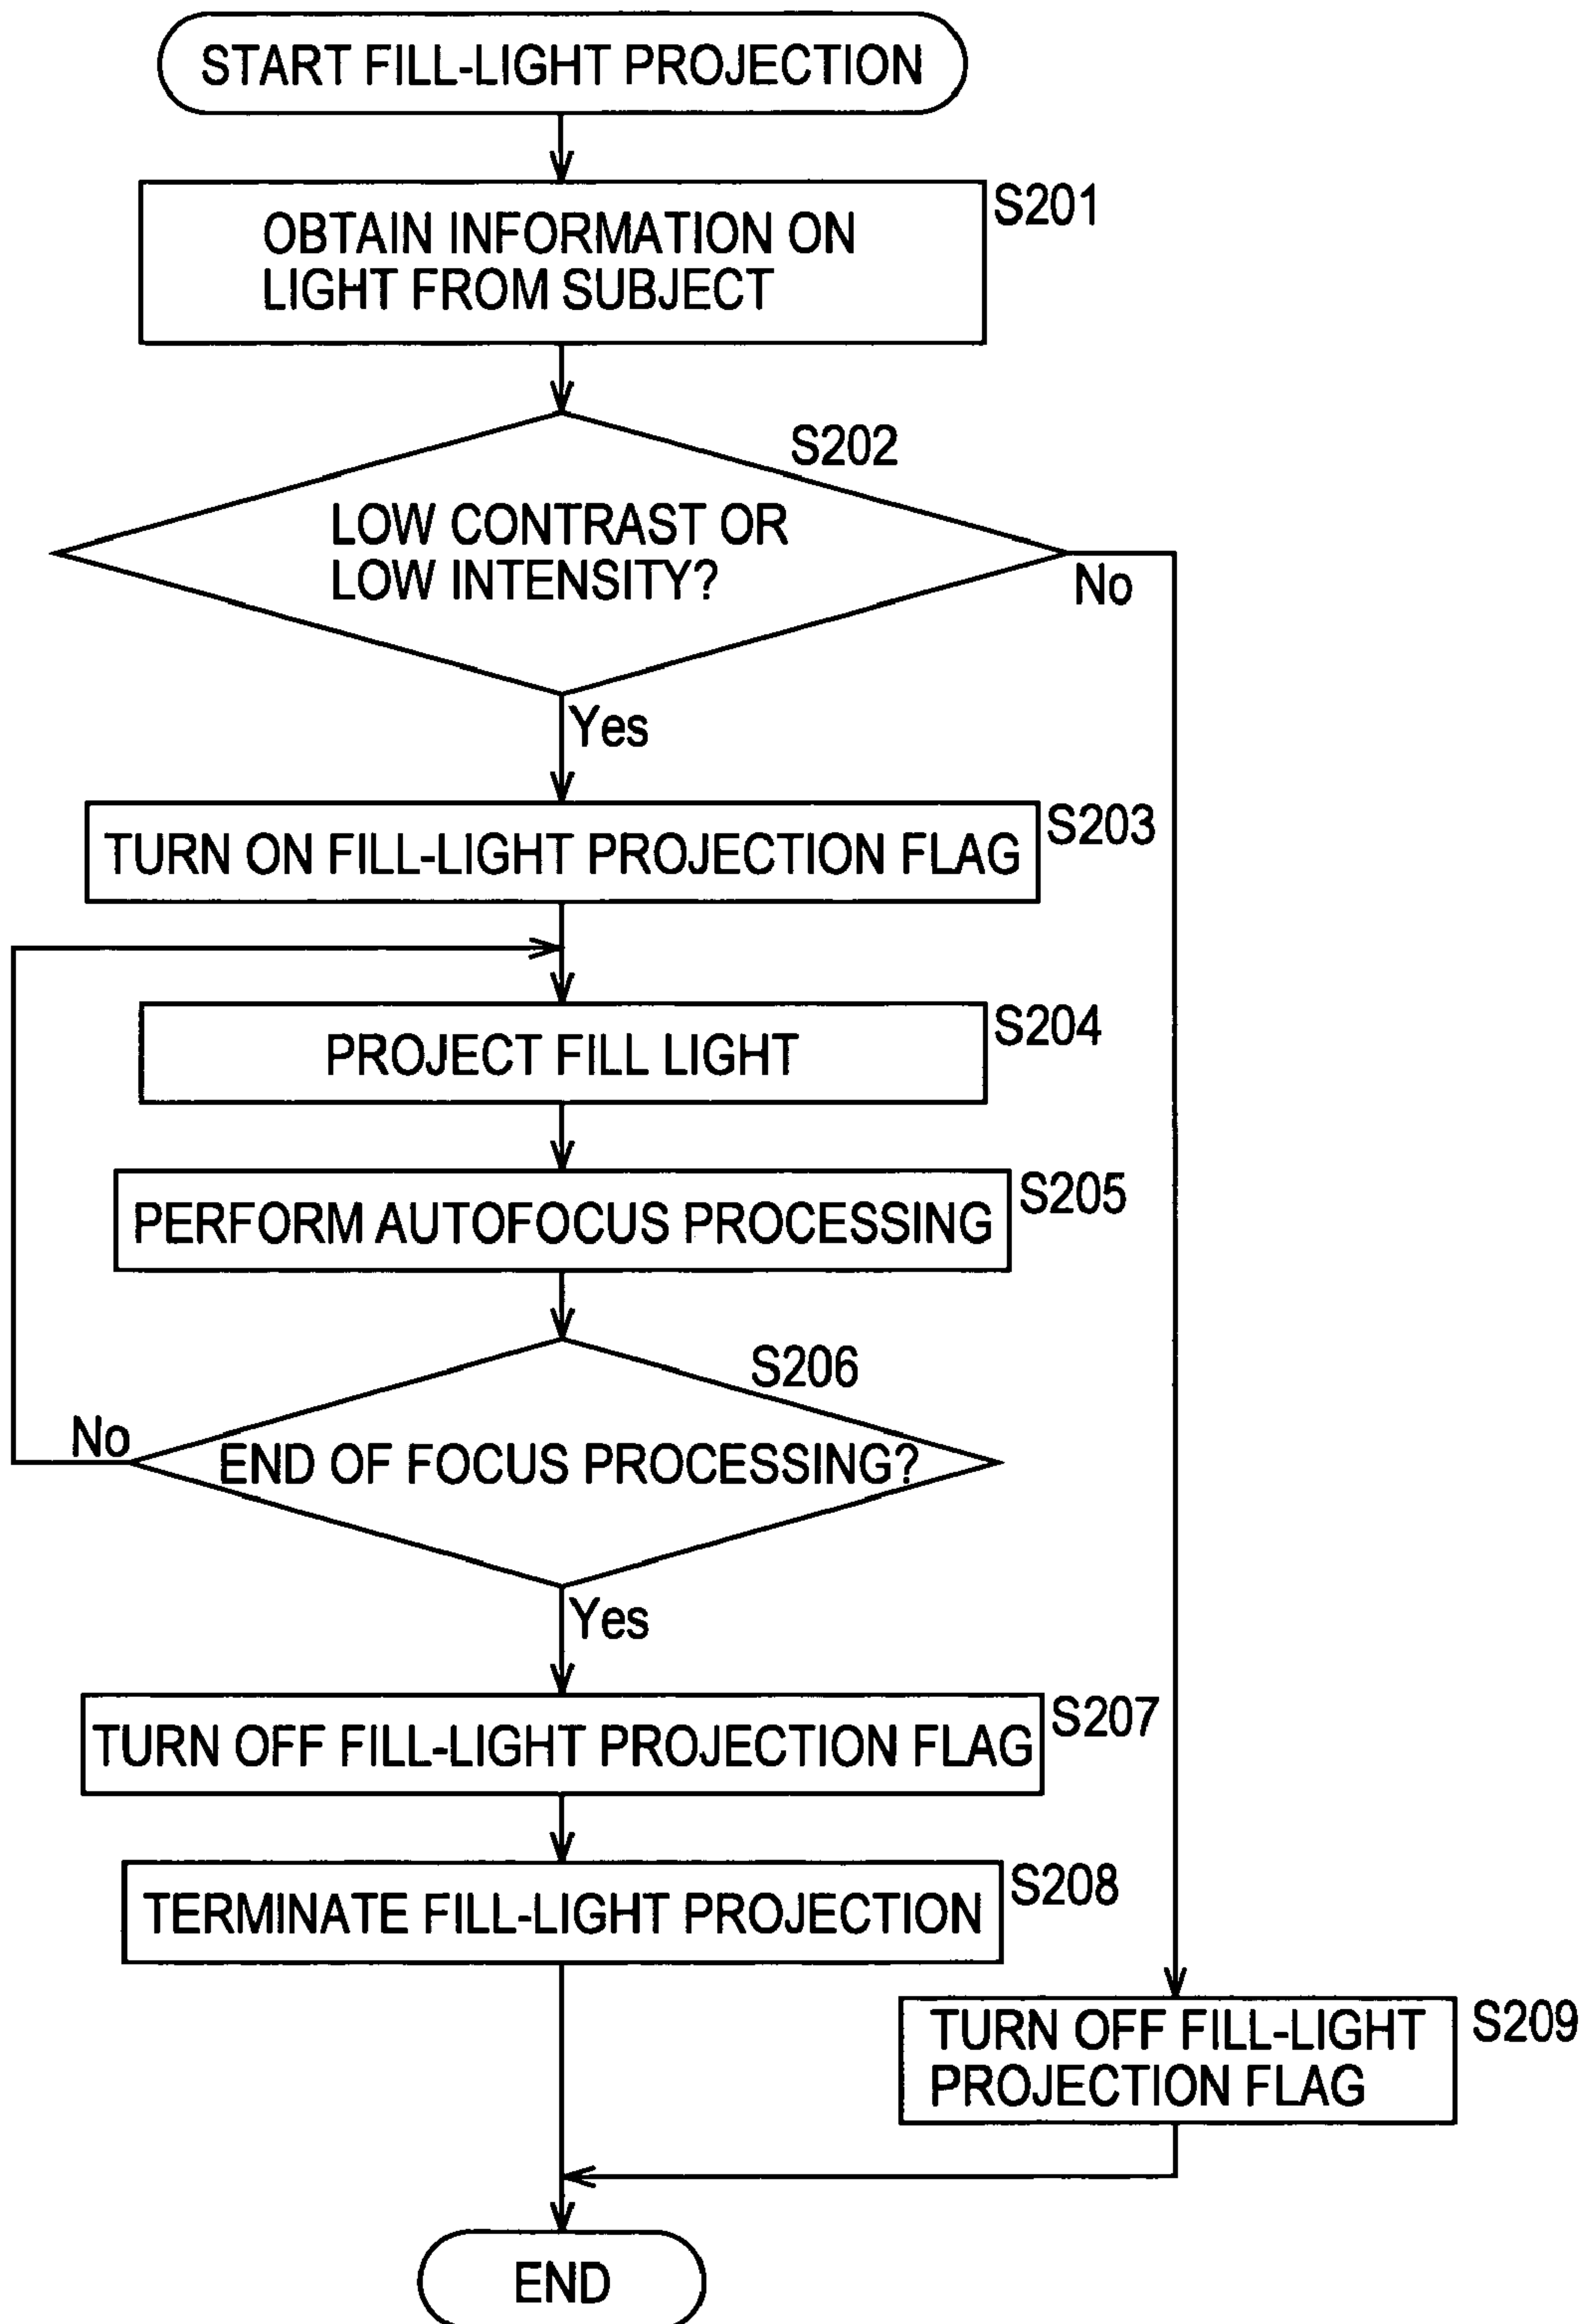 START FILL-LIGHT PROJECTION
S201
OBTAIN INFORMATION ON
LIGHT FROM SUBJECT
S202
LOW CONTRAST OR
LOW INTENSITY?
No
Yes
S203
TURN ON FILL-LIGHT PROJECTION FLAG
S204
PROJECT FILL LIGHT
S205
PERFORM AUTOFOCUS PROCESSING
S206
No
END OF FOCUS PROCESSING?
Yes
S207
TURN OFF FILL-LIGHT PROJECTION FLAG
S208
TERMINATE FILL-LIGHT PROJECTION
S209
TURN OFF FILL-LIGHT
PROJECTION FLAG
END